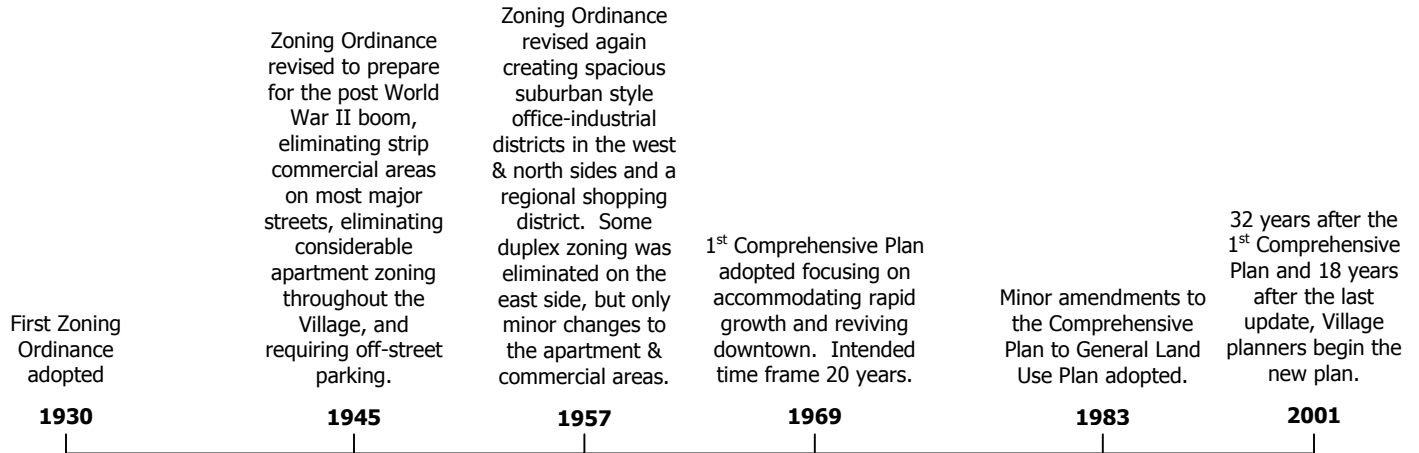 First Zoning
Ordinance
adopted
1930
Zoning Ordinance
revised to prepare
for the post World
War II boom,
eliminating strip
commercial areas
on most major
streets, eliminating
considerable
apartment zoning
throughout the
Village, and
requiring off-street
parking.
1945
Zoning Ordinance
revised again
creating spacious
suburban style
office-industrial
districts in the west
& north sides and a
regional shopping
district.  Some
duplex zoning was
eliminated on the
east side, but only
minor changes to
the apartment &
commercial areas.
1957
1st Comprehensive Plan
adopted focusing on
accommodating rapid
growth and reviving
downtown.  Intended
time frame 20 years.
1969
Minor amendments to
the Comprehensive
Plan to General Land
Use Plan adopted.
1983
32 years after the
1st Comprehensive
Plan and 18 years
after the last
update, Village
planners begin the
new plan.
2001